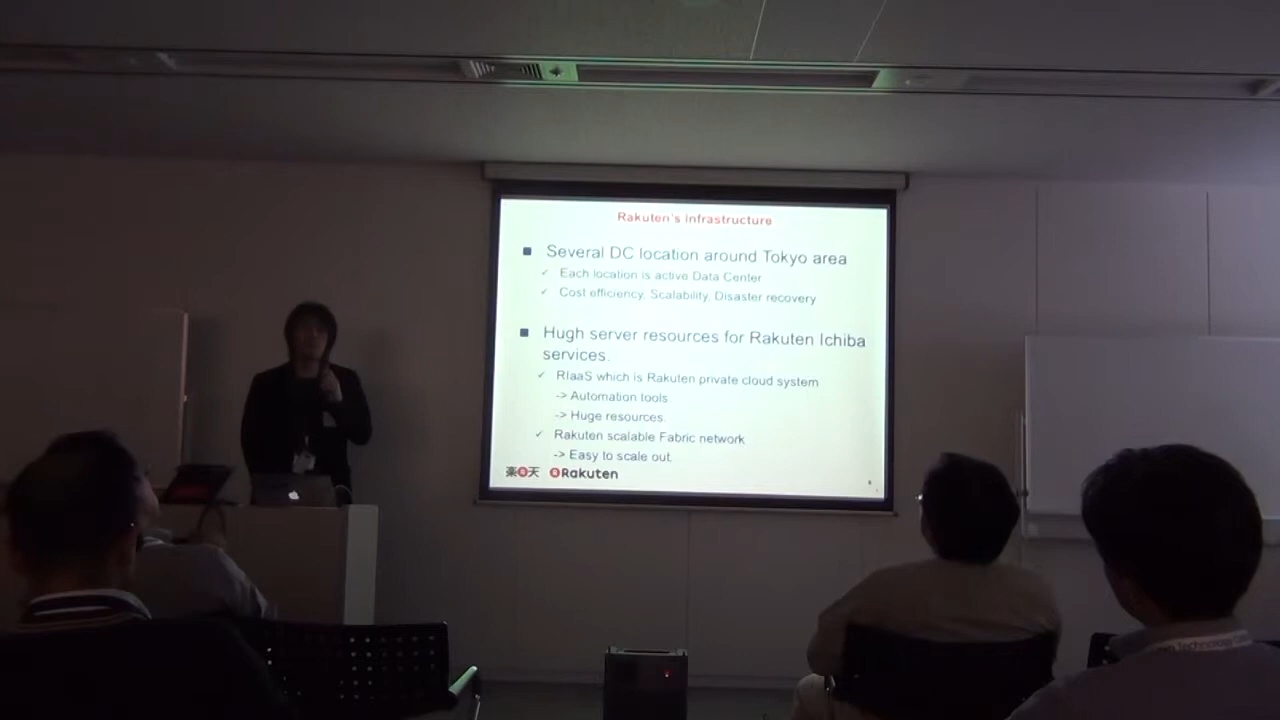 Rakuten's infrastructure
■ Several DC location around Tokyo area
✓ Each location is active Data Center
✓ Cost efficiency, Scalability, Disaster recovery
■ Hugh server resources for Rakuten Ichiba
services.
✓ RIaaS which is Rakuten private cloud system
-> Automation tools
-> Huge resources.
✓ Rakuten scalable Fabric network
-> Easy to scale out.
楽天 Rakuten
Technology